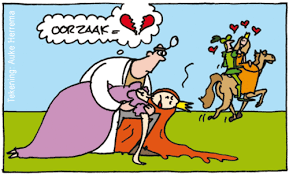 OORZAAK =
Tekening: Auke Herrema